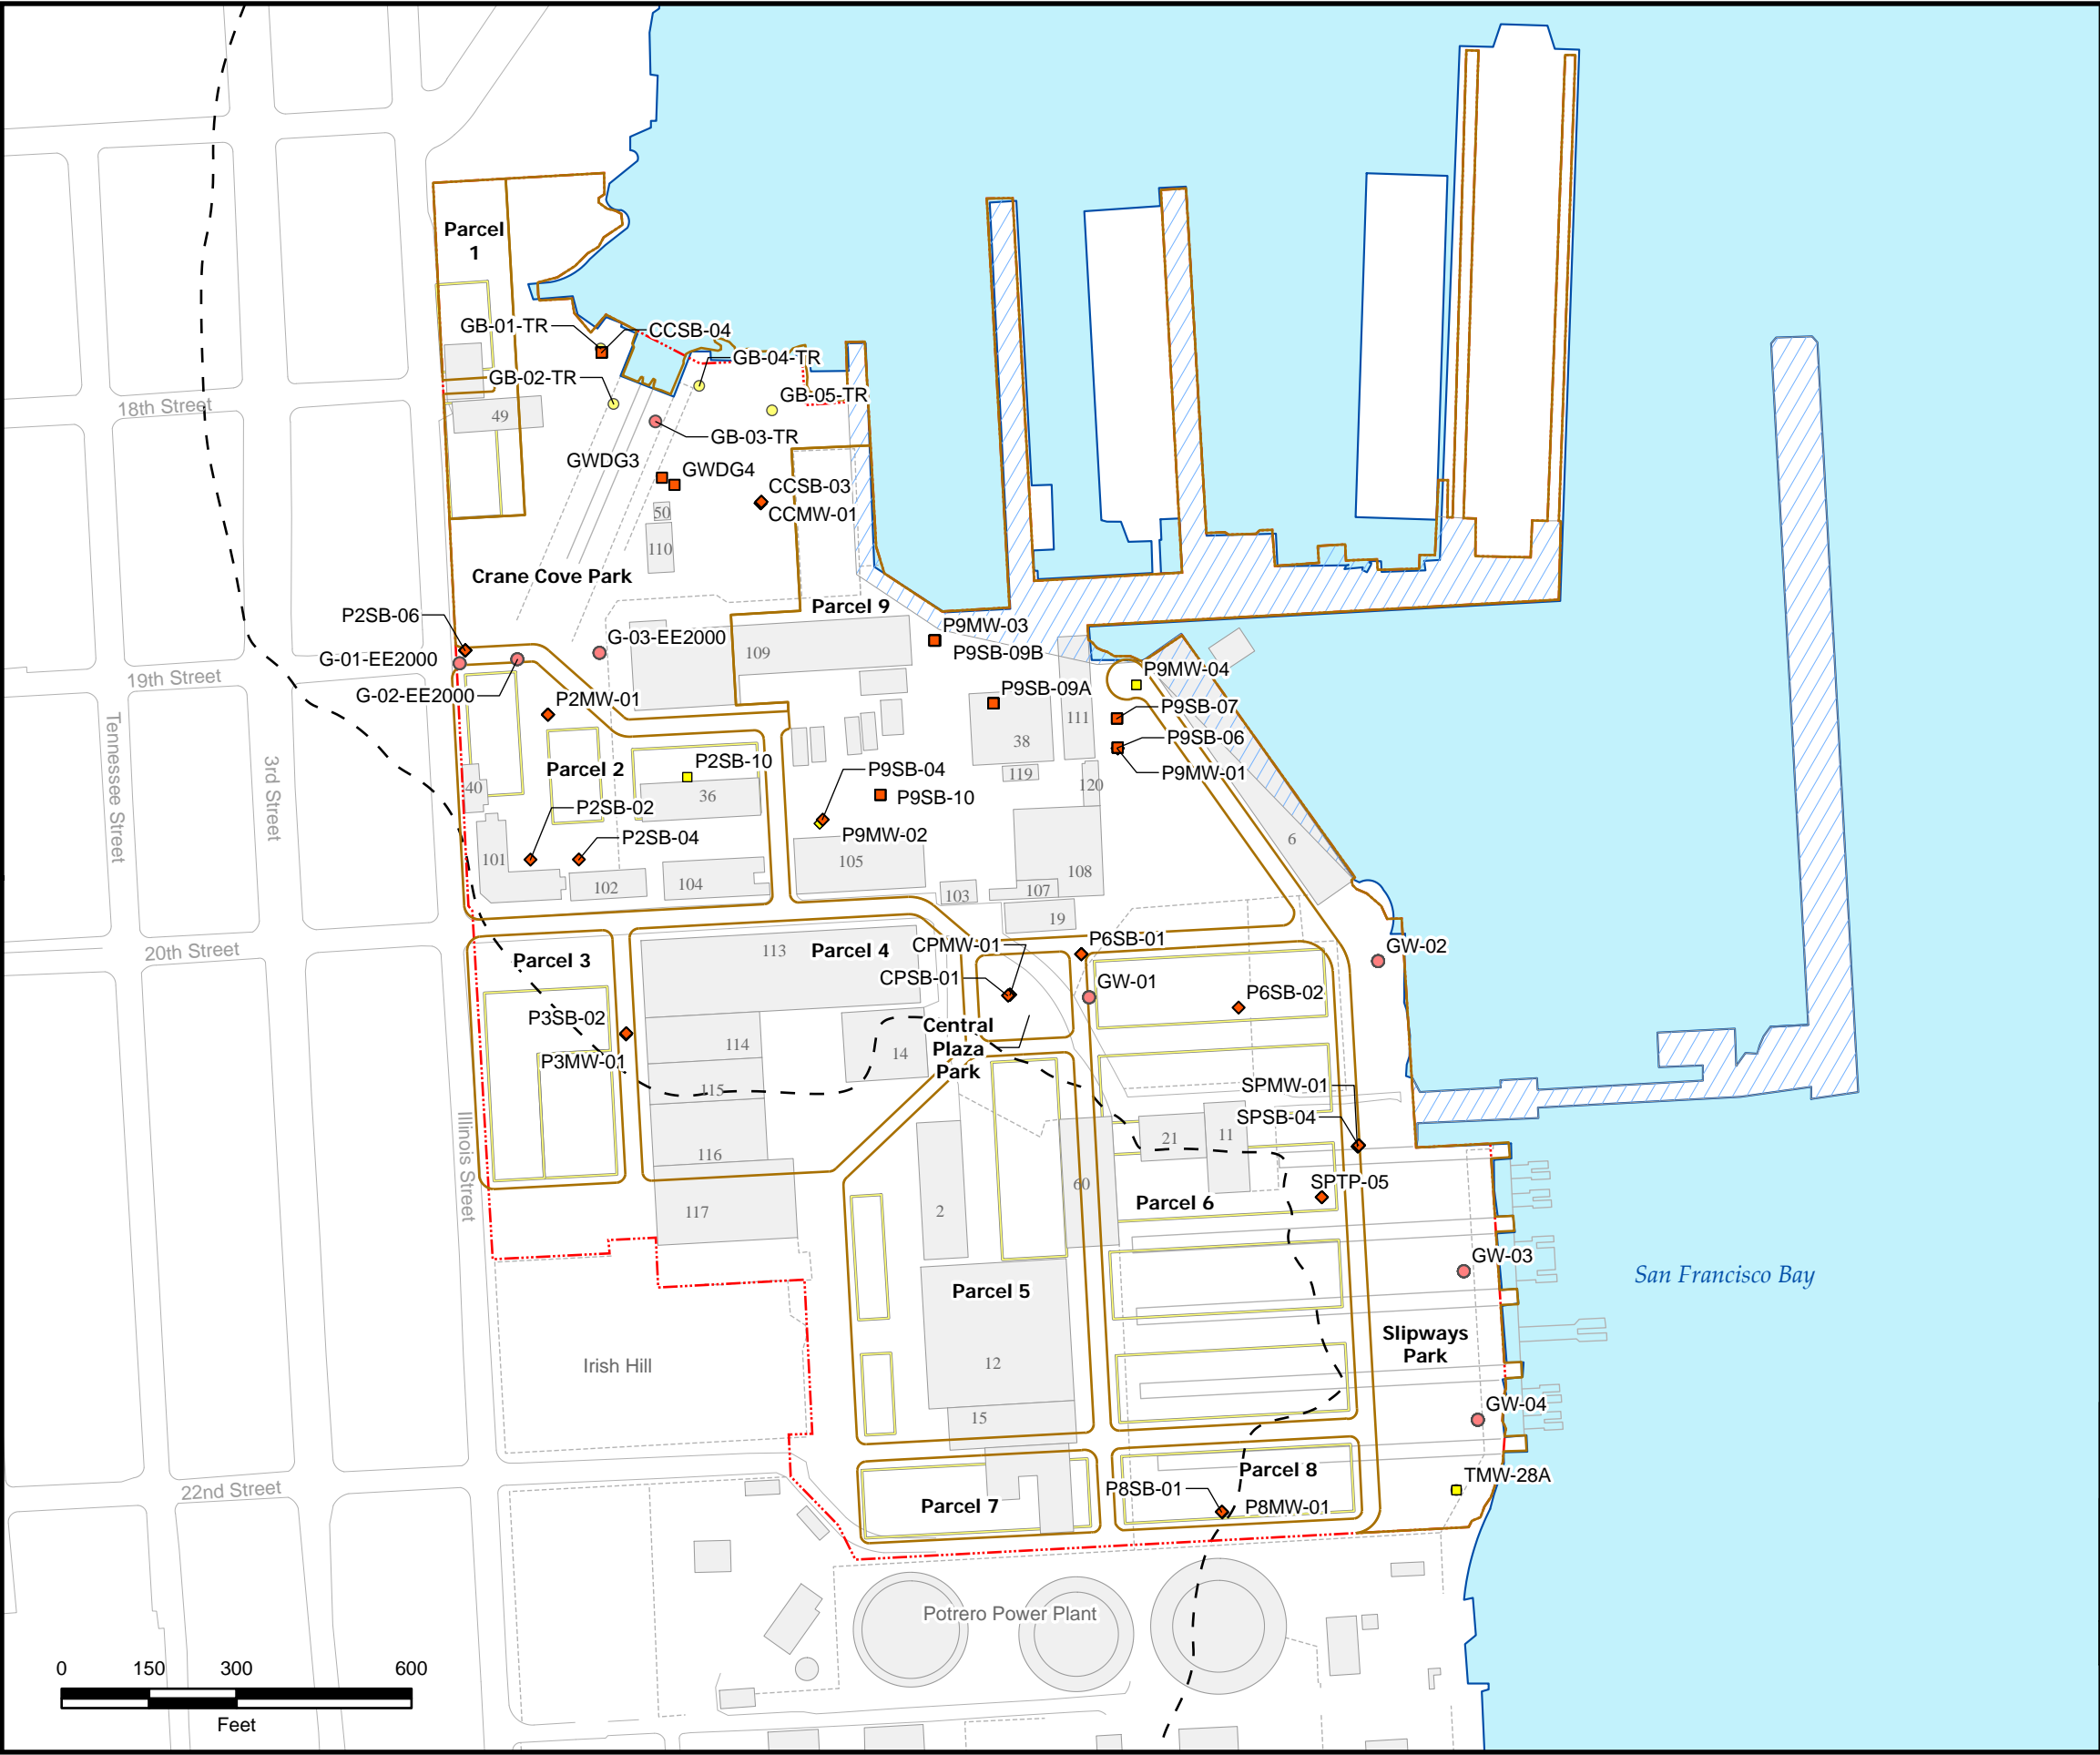 Parcel
1
GB-01-TR
CCSB-04
GB-04-TR
GB-02-TR
GB-05-TR
18th Street
49
GB-03-TR
GWDG3
GWDG4
CCSB-03
CCMW-01
50
110
Crane Cove Park
Parcel 9
P2SB-06
P9MW-03
G-03-EE2000
109
P9SB-09B
G-01-EE2000
P9MW-04
19th Street
G-02-EE2000
P2MW-01
P9SB-09A
P9SB-07
111
Tennessee Street
3rd Street
38
P9SB-06
P2SB-10
Parcel 2
P9SB-04
119
P9MW-01
40
36
P9SB-10
120
P2SB-02
P2SB-04
P9MW-02
6
101
105
108
102
104
103
107
19
20th Street
113
Parcel 4
CPMW-01
P6SB-01
GW-02
Parcel 3
CPSB-01
GW-01
P6SB-02
P3SB-02
Central
Plaza
Park
114
14
P3MW-01
115
SPMW-01
SPSB-04
Illinois Street
116
21
11
60
SPTP-05
Parcel 6
117
2
GW-03
San Francisco Bay
Parcel 5
Slipways
Park
Irish Hill
12
GW-04
15
22nd Street
Parcel 8
TMW-28A
P8SB-01
Parcel 7
P8MW-01
Potrero Power Plant
0 150 300 600
Feet